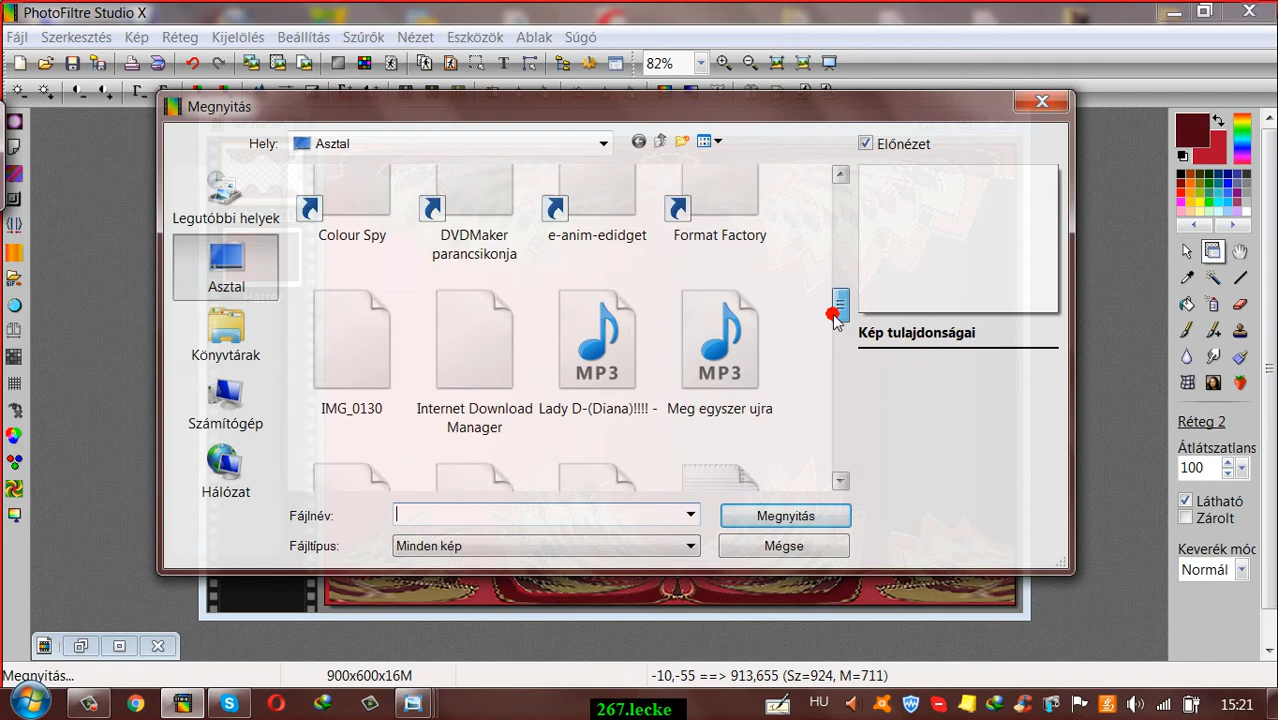 PhotoFiltre Studio X
Fájl Szerkesztés Kép Réteg Kijelölés Beállítás Szűrők Nézet Eszközök Ablak Súgó
82%
Megnyitás
Hely: Asztal
Előnézet
Legutóbbi helyek
Asztal
Könyvtárak
Számítógép
Hálózat
Colour Spy
DVDMaker parancsikonja
e-anim-edidget
Format Factory
MP3
MP3
IMG_0130
Internet Download Manager
Lady D-(Diana)!!!! -
Meg egyszer ujra
Kép tulajdonságai
Fájlnév:
Megnyitás
Fájltípus: Minden kép
Mégse
Réteg 2
Átlátszatlans
100
Látható
Zárolt
Keverék móc
Normál
Megnyitás...
900x600x16M
-10,-55 ==> 913,655 (Sz=924, M=711)
267.lecke
HU
15:21